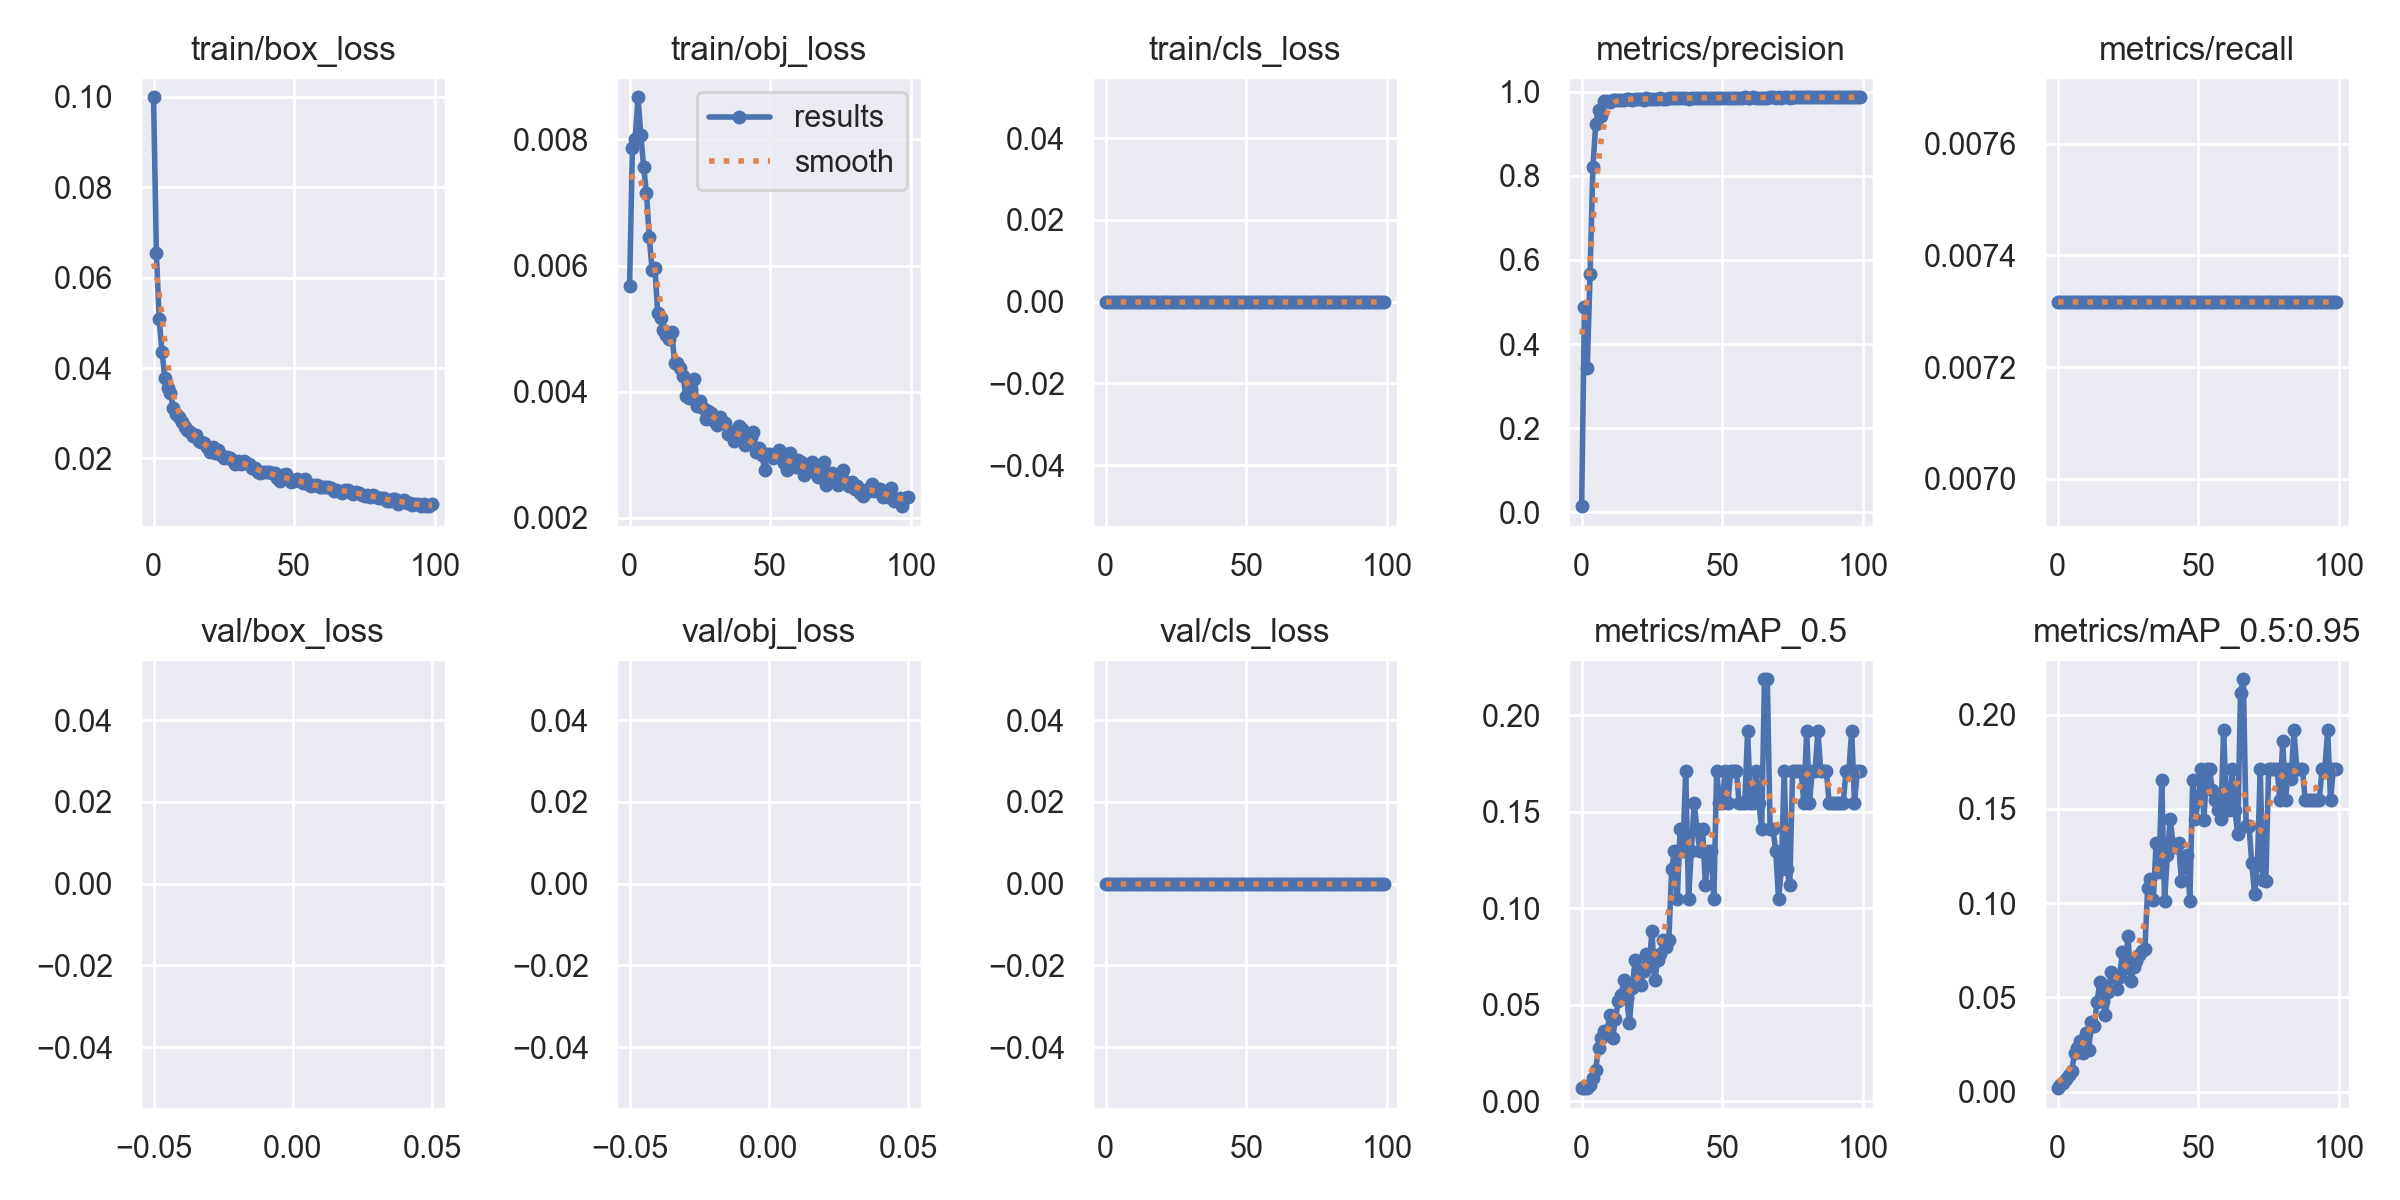 train/box_loss
0.10
0.08
0.06
0.04
0.02
0 50 100
train/obj_loss
results
smooth
0.008
0.006
0.004
0.002
0 50 100
train/cls_loss
0.04
0.02
0.00
−0.02
−0.04
0 50 100
metrics/precision
1.0
0.8
0.6
0.4
0.2
0.0
0 50 100
metrics/recall
0.0076
0.0074
0.0072
0.0070
0 50 100
val/box_loss
0.04
0.02
0.00
−0.02
−0.04
−0.05 0.00 0.05
val/obj_loss
0.04
0.02
0.00
−0.02
−0.04
−0.05 0.00 0.05
val/cls_loss
0.04
0.02
0.00
−0.02
−0.04
0 50 100
metrics/mAP_0.5
0.20
0.15
0.10
0.05
0.00
0 50 100
metrics/mAP_0.5:0.95
0.20
0.15
0.10
0.05
0.00
0 50 100